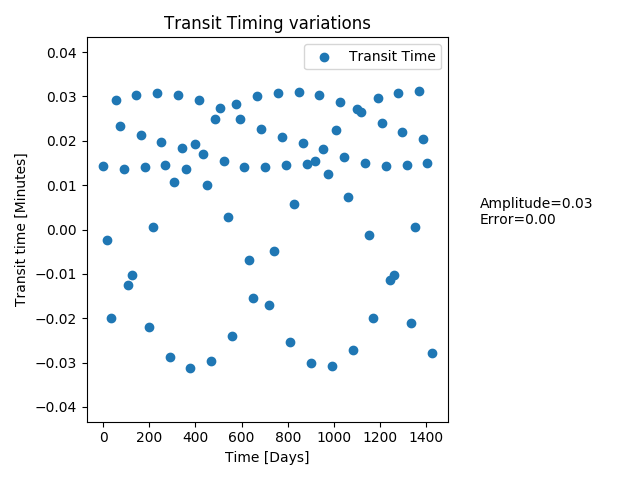 Transit Timing variations
Transit Time
Transit time [Minutes]
0.04
0.03
0.02
0.01
0.00
−0.01
−0.02
−0.03
−0.04
0 200 400 600 800 1000 1200 1400
Time [Days]
Amplitude=0.03
Error=0.00